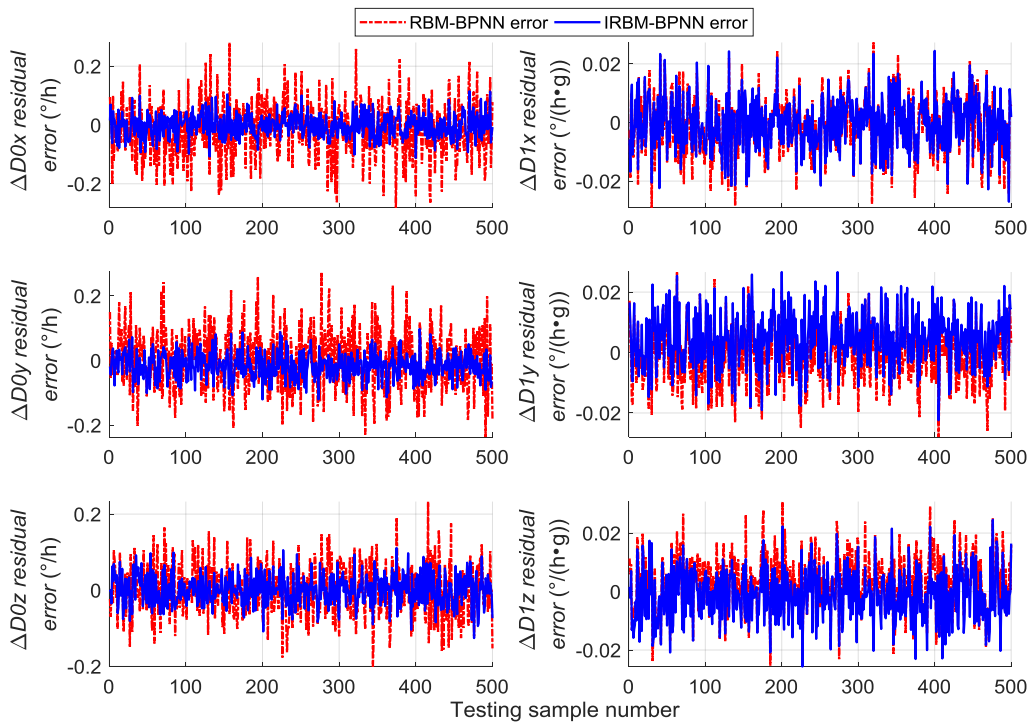 RBM-BPNN error IRBM-BPNN error
ΔD0x residual
error (°/h)
0.2
0
-0.2
0 100 200 300 400 500
ΔD1x residual
error (°/(h•g))
0.02
0
-0.02
0 100 200 300 400 500
ΔD0y residual
error (°/h)
0.2
0
-0.2
0 100 200 300 400 500
ΔD1y residual
error (°/(h•g))
0.02
0
-0.02
0 100 200 300 400 500
ΔD0z residual
error (°/h)
0.2
0
-0.2
0 100 200 300 400 500
ΔD1z residual
error (°/(h•g))
0.02
0
-0.02
0 100 200 300 400 500
Testing sample number